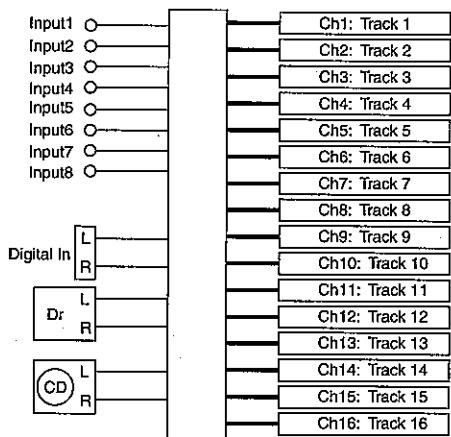 Input1
Input2
Input3
Input4
Input5
Input6
Input7
Input8
Digital In
L
R
Dr
L
R
CD
L
R
Ch1: Track 1
Ch2: Track 2
Ch3: Track 3
Ch4: Track 4
Ch5: Track 5
Ch6: Track 6
Ch7: Track 7
Ch8: Track 8
Ch9: Track 9
Ch10: Track 10
Ch11: Track 11
Ch12: Track 12
Ch13: Track 13
Ch14: Track 14
Ch15: Track 15
Ch16: Track 16